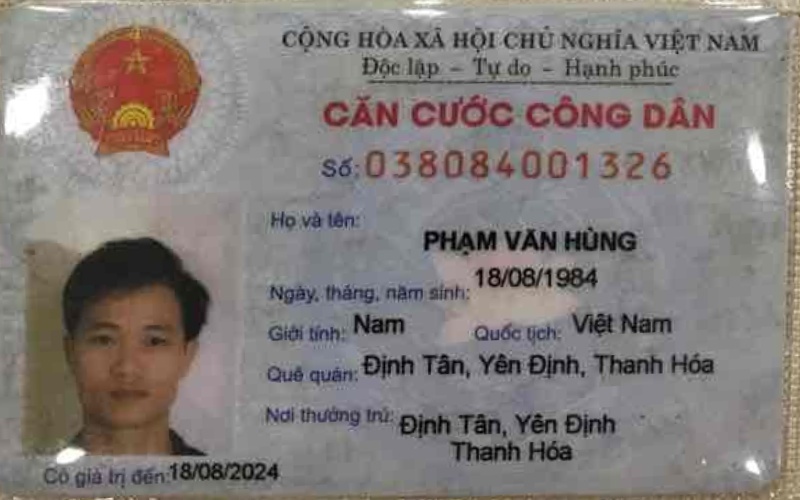 CỘNG HÒA XÃ HỘI CHỦ NGHĨA VIỆT NAM
Độc lập - Tự do - Hạnh phúc
CĂN CƯỚC CÔNG DÂN
Số: 038084001326
Họ và tên:
PHẠM VĂN HÙNG
Ngày, tháng, năm sinh: 18/08/1984
Giới tính: Nam Quốc tịch: Việt Nam
Quê quán: Định Tân, Yên Định, Thanh Hóa
Nơi thường trú: Định Tân, Yên Định
Thanh Hóa
Có giá trị đến: 18/08/2024